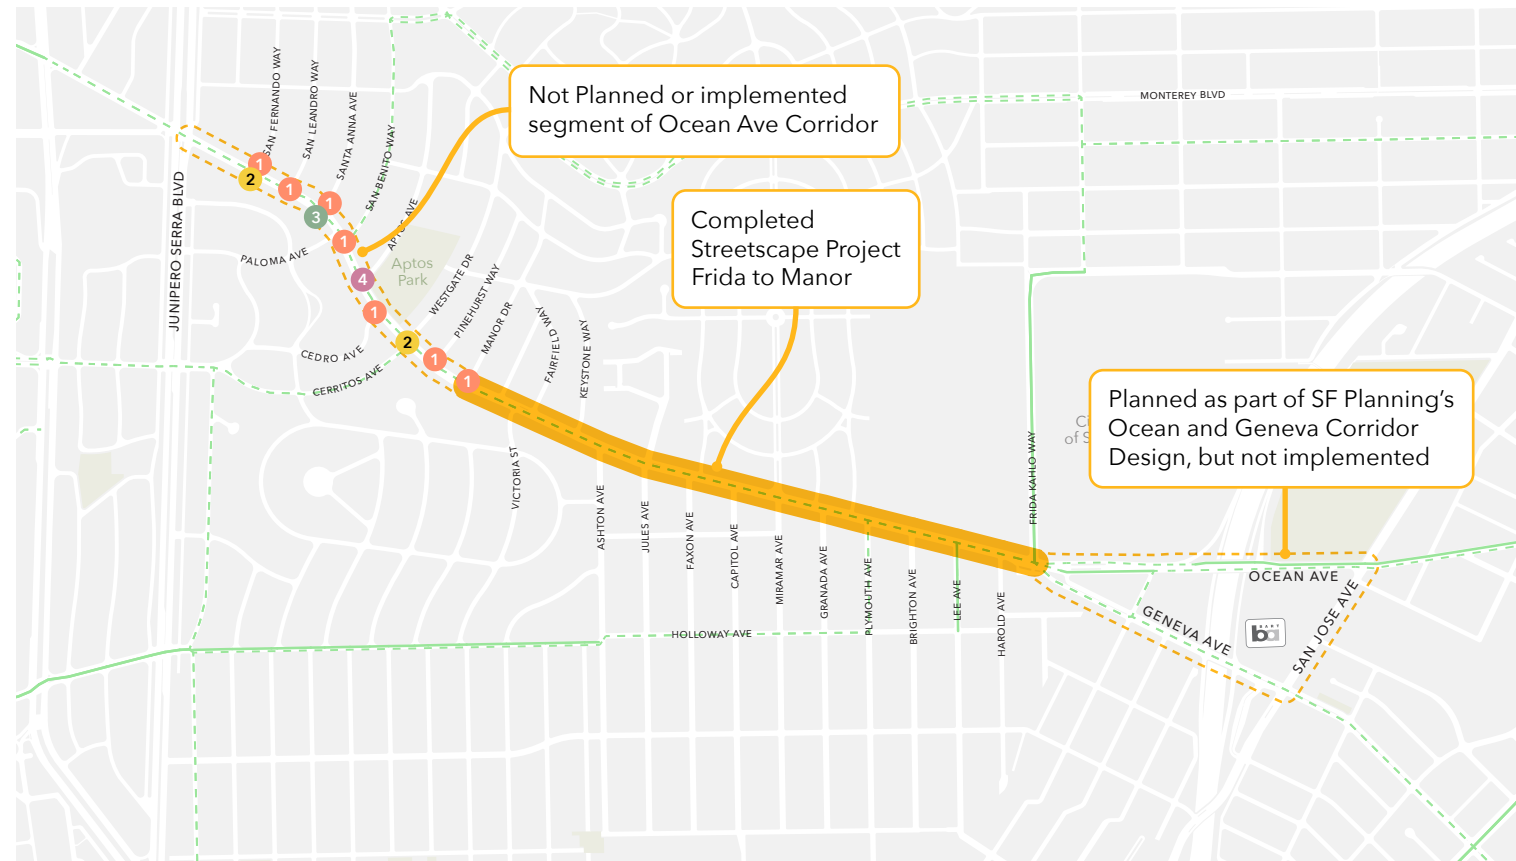 Not Planned or implemented
segment of Ocean Ave Corridor
Completed
Streetscape Project
Frida to Manor
Planned as part of SF Planning’s
Ocean and Geneva Corridor
Design, but not implemented
MONTEREY BLVD
SAN FERNANDO WAY
SAN LEANDRO WAY
SANTA ANNA AVE
SAN BENITO WAY
APTOS AVE
JUNIPERO SERRA BLVD
1
2
1
1
3
1
4
1
2
1
1
PALOMA AVE
Aptos
Park
WESTGATE DR
PINEHURST WAY
MANOR DR
FAIRFIELD WAY
KEYSTONE WAY
CEDRO AVE
CERRITOS AVE
VICTORIA ST
ASHTON AVE
JULES AVE
FAXON AVE
CAPITOL AVE
MIRAMAR AVE
GRANADA AVE
PLYMOUTH AVE
BRIGHTON AVE
LEE AVE
HAROLD AVE
FRIDA KAHLO WAY
HOLLOWAY AVE
OCEAN AVE
GENEVA AVE
SAN JOSE AVE
BART
ba